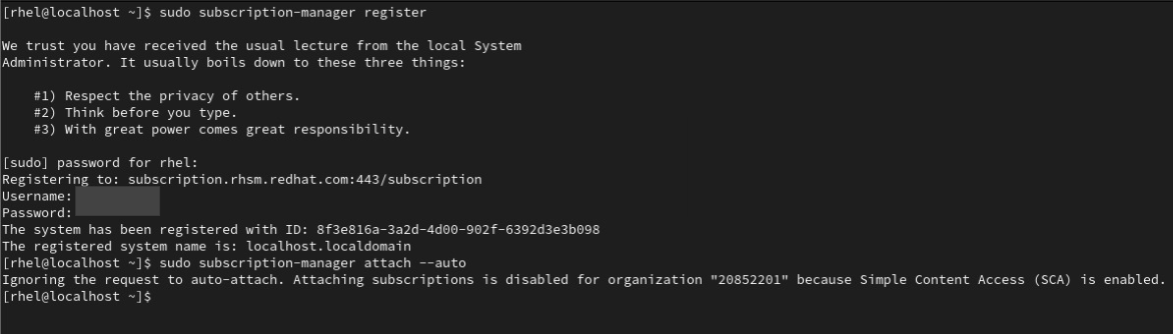 [rhel@localhost ~]$ sudo subscription-manager register
We trust you have received the usual lecture from the local System
Administrator. It usually boils down to these three things:
#1) Respect the privacy of others.
#2) Think before you type.
#3) With great power comes great responsibility.
[sudo] password for rhel:
Registering to: subscription.rhsm.redhat.com:443/subscription
Username:
Password:
The system has been registered with ID: 8f3e816a-3a2d-4d00-902f-6392d3e3b098
The registered system name is: localhost.localdomain
[rhel@localhost ~]$ sudo subscription-manager attach --auto
Ignoring the request to auto-attach. Attaching subscriptions is disabled for organization "20852201" because Simple Content Access (SCA) is enabled.
[rhel@localhost ~]$